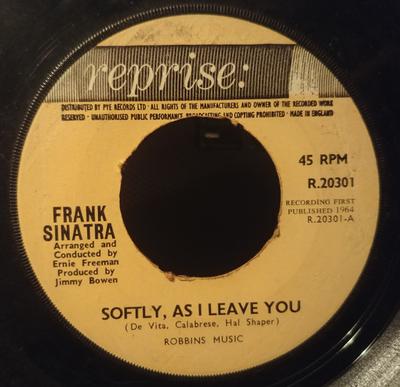 reprise:
DISTRIBUTED BY PYE RECORDS LTD · ALL RIGHTS OF THE MANUFACTURERS AND OWNER OF THE RECORDED WORK
RESERVED · UNAUTHORISED PUBLIC PERFORMANCE, BROADCASTING AND COPYING PROHIBITED · MADE IN ENGLAND
45 RPM
R.20301
RECORDING FIRST
PUBLISHED 1964
R.20301-A
FRANK
SINATRA
Arranged and
Conducted by
Ernie Freeman
Produced by
Jimmy Bowen
SOFTLY, AS I LEAVE YOU
(De Vita, Calabrese, Hal Shaper)
ROBBINS MUSIC